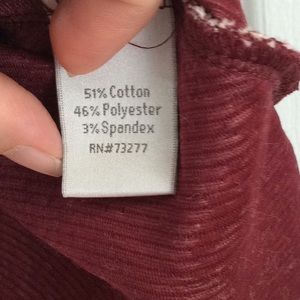 51% Cotton
46% Polyester
3% Spandex
RN#73277